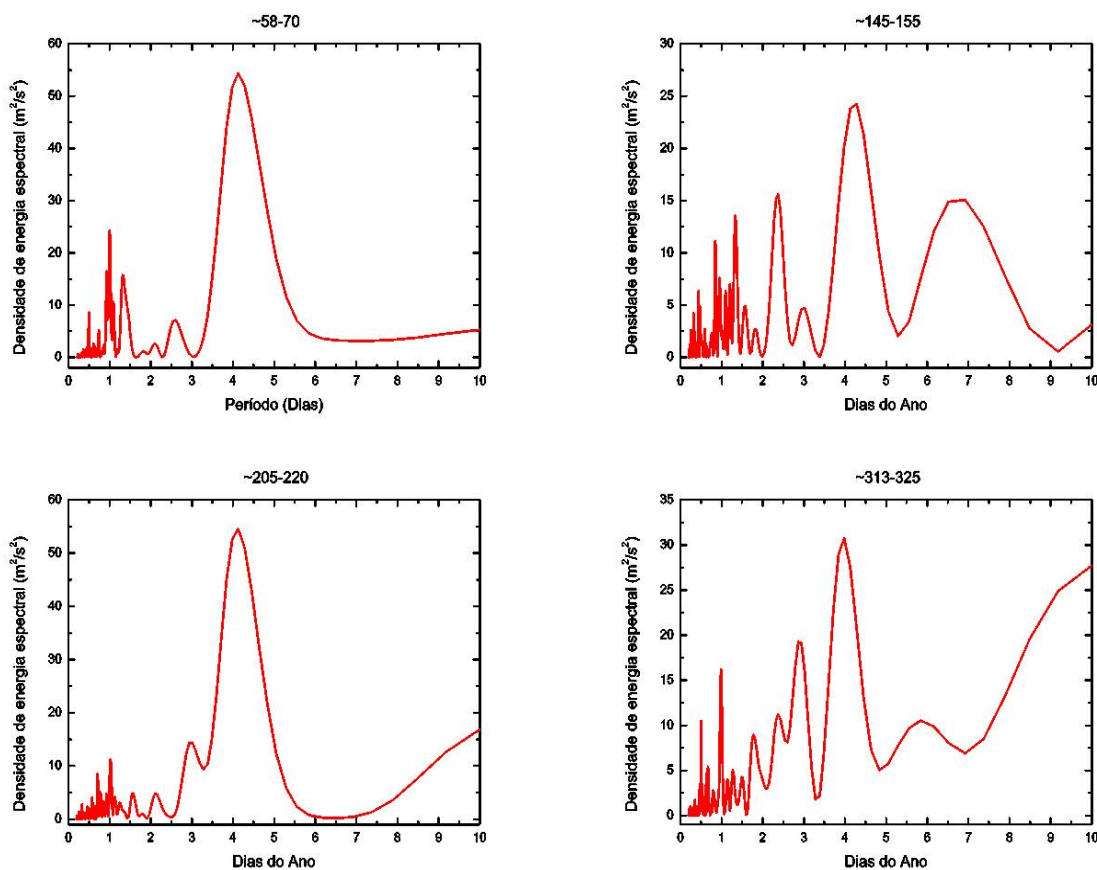 ~58-70
Densidade de energia espectral (m²/s²)
60
50
40
30
20
10
0
0 1 2 3 4 5 6 7 8 9 10
Período (Dias)
~145-155
Densidade de energia espectral (m²/s²)
30
25
20
15
10
5
0
0 1 2 3 4 5 6 7 8 9 10
Dias do Ano
~205-220
Densidade de energia espectral (m²/s²)
60
50
40
30
20
10
0
0 1 2 3 4 5 6 7 8 9 10
Dias do Ano
~313-325
Densidade de energia espectral (m²/s²)
35
30
25
20
15
10
5
0
0 1 2 3 4 5 6 7 8 9 10
Dias do Ano